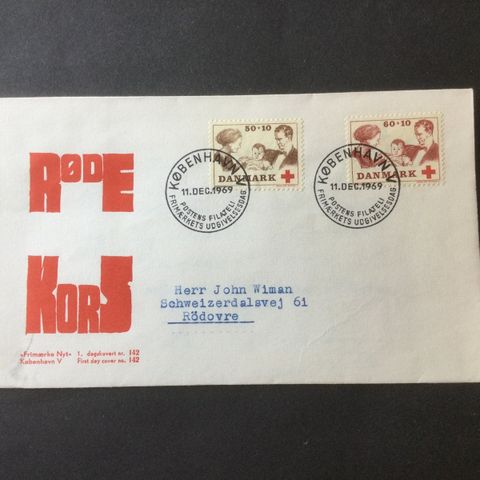 RØDE
KORS
50+10
DANMARK
60+10
DANMARK
KØBENHAVN V
11.DEC.1969
POSTENS FILATELI
FRIMÆRKETS UDGIVELSESDAG.
KØBENHAVN V
11.DEC.1969
POSTENS FILATELI
FRIMÆRKETS UDGIVELSESDAG.
Herr John Wiman
Schweizerdalsvej 6i
Rödovre
»Frimærke Nyt« 1. dagskuvert nr. 142
København V First day cover no. 142